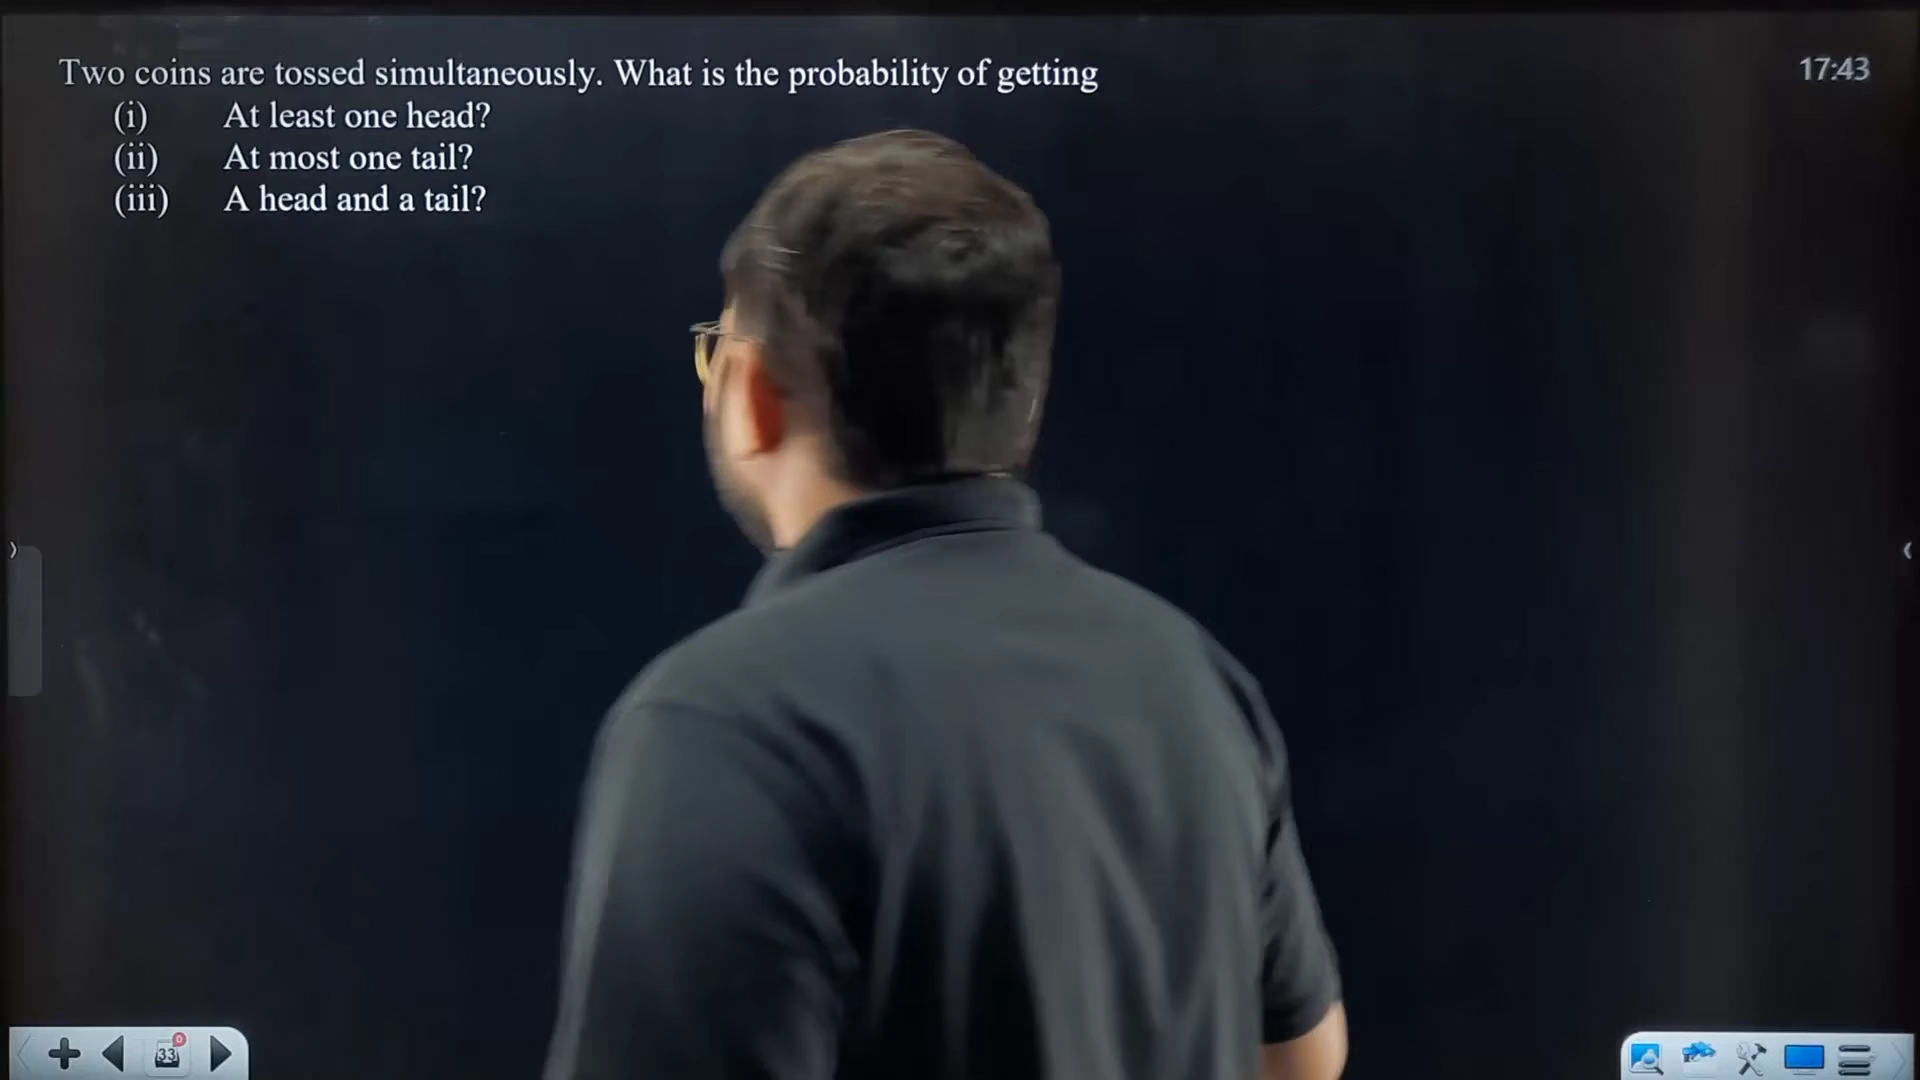 Two coins are tossed simultaneously. What is the probability of getting
17:43
(i) At least one head?
(ii) At most one tail?
(iii) A head and a tail?
33
0